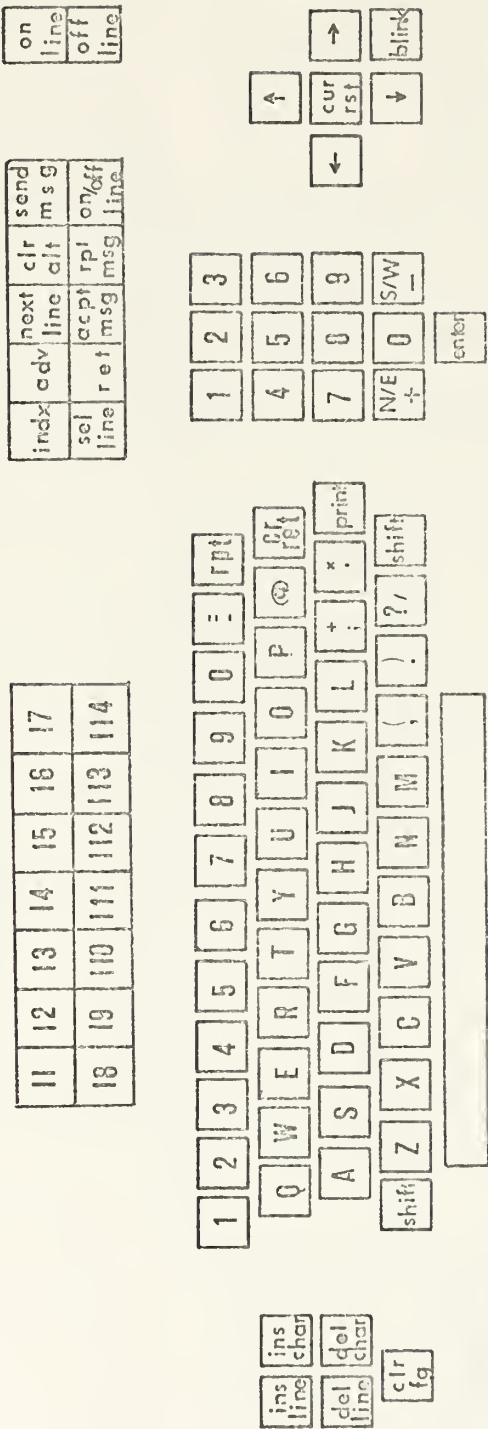 I1 I2 I3 I4 I5 I6 I7
I8 I9 I10 I11 I12 I13 I14
indx adv next line clr alt send msg
sel line ret acpt msg rpl msg on/off line
on line
off line
ins line ins char
del line del char
clr fg
1 2 3 4 5 6 7 8 9 0 = - rpt
Q W E R T Y U I O P @ cr ret
A S D F G H J K L + ; * : print
shift Z X C V B N M ( , ) . ? / shift
1 2 3
4 5 6
7 8 9
N/E + 0 S/W -
enter
↑
← cur rst →
↓ blink